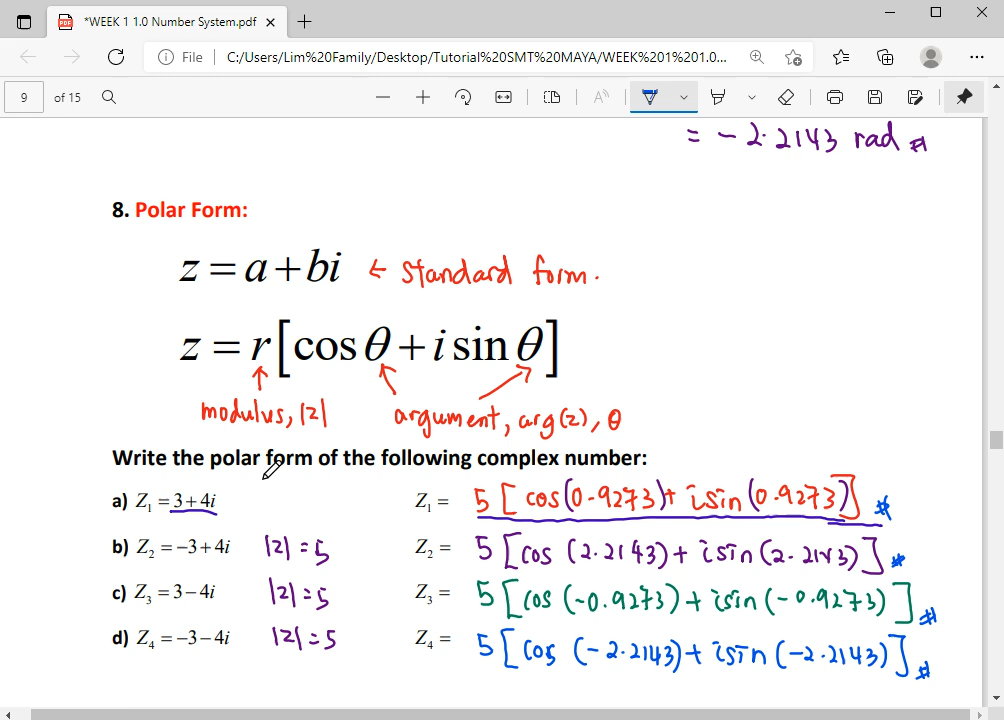 *WEEK 1 1.0 Number System.pdf
File C:/Users/Lim%20Family/Desktop/Tutorial%20SMT%20MAYA/WEEK%201%201.0...
9 of 15
= -2.2143 rad #
8. Polar Form:
z = a + bi ← standard form.
z = r[cos θ + i sin θ]
modulus, |z| argument, arg(z), θ
Write the polar form of the following complex number:
a) Z₁ = 3 + 4i Z₁ = 5 [ cos(0.9273) + isin(0.9273)] #
b) Z₂ = −3 + 4i |z| = 5 Z₂ = 5 [cos (2.2143) + isin(2.2143)] #
c) Z₃ = 3 − 4i |z| = 5 Z₃ = 5 [cos (-0.9273) + isin(-0.9273)] #
d) Z₄ = −3 − 4i |z| = 5 Z₄ = 5 [cos (-2.2143) + isin(-2.2143)] #